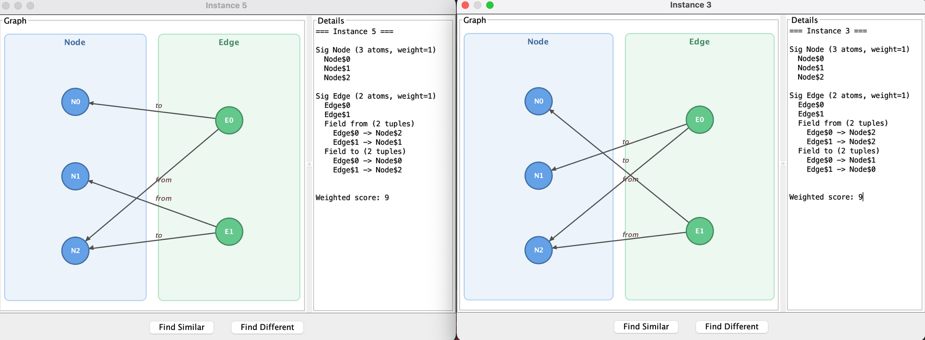 Instance 5
Graph
Node
Edge
N0
N1
N2
E0
E1
to
from
from
to
Details
=== Instance 5 ===
Sig Node (3 atoms, weight=1)
Node$0
Node$1
Node$2
Sig Edge (2 atoms, weight=1)
Edge$0
Edge$1
Field from (2 tuples)
Edge$0 -> Node$2
Edge$1 -> Node$1
Field to (2 tuples)
Edge$0 -> Node$0
Edge$1 -> Node$2
Weighted score: 9
Find Similar
Find Different
Instance 3
Graph
Node
Edge
N0
N1
N2
E0
E1
to
to
from
from
Details
=== Instance 3 ===
Sig Node (3 atoms, weight=1)
Node$0
Node$1
Node$2
Sig Edge (2 atoms, weight=1)
Edge$0
Edge$1
Field from (2 tuples)
Edge$0 -> Node$2
Edge$1 -> Node$2
Field to (2 tuples)
Edge$0 -> Node$1
Edge$1 -> Node$0
Weighted score: 9
Find Similar
Find Different